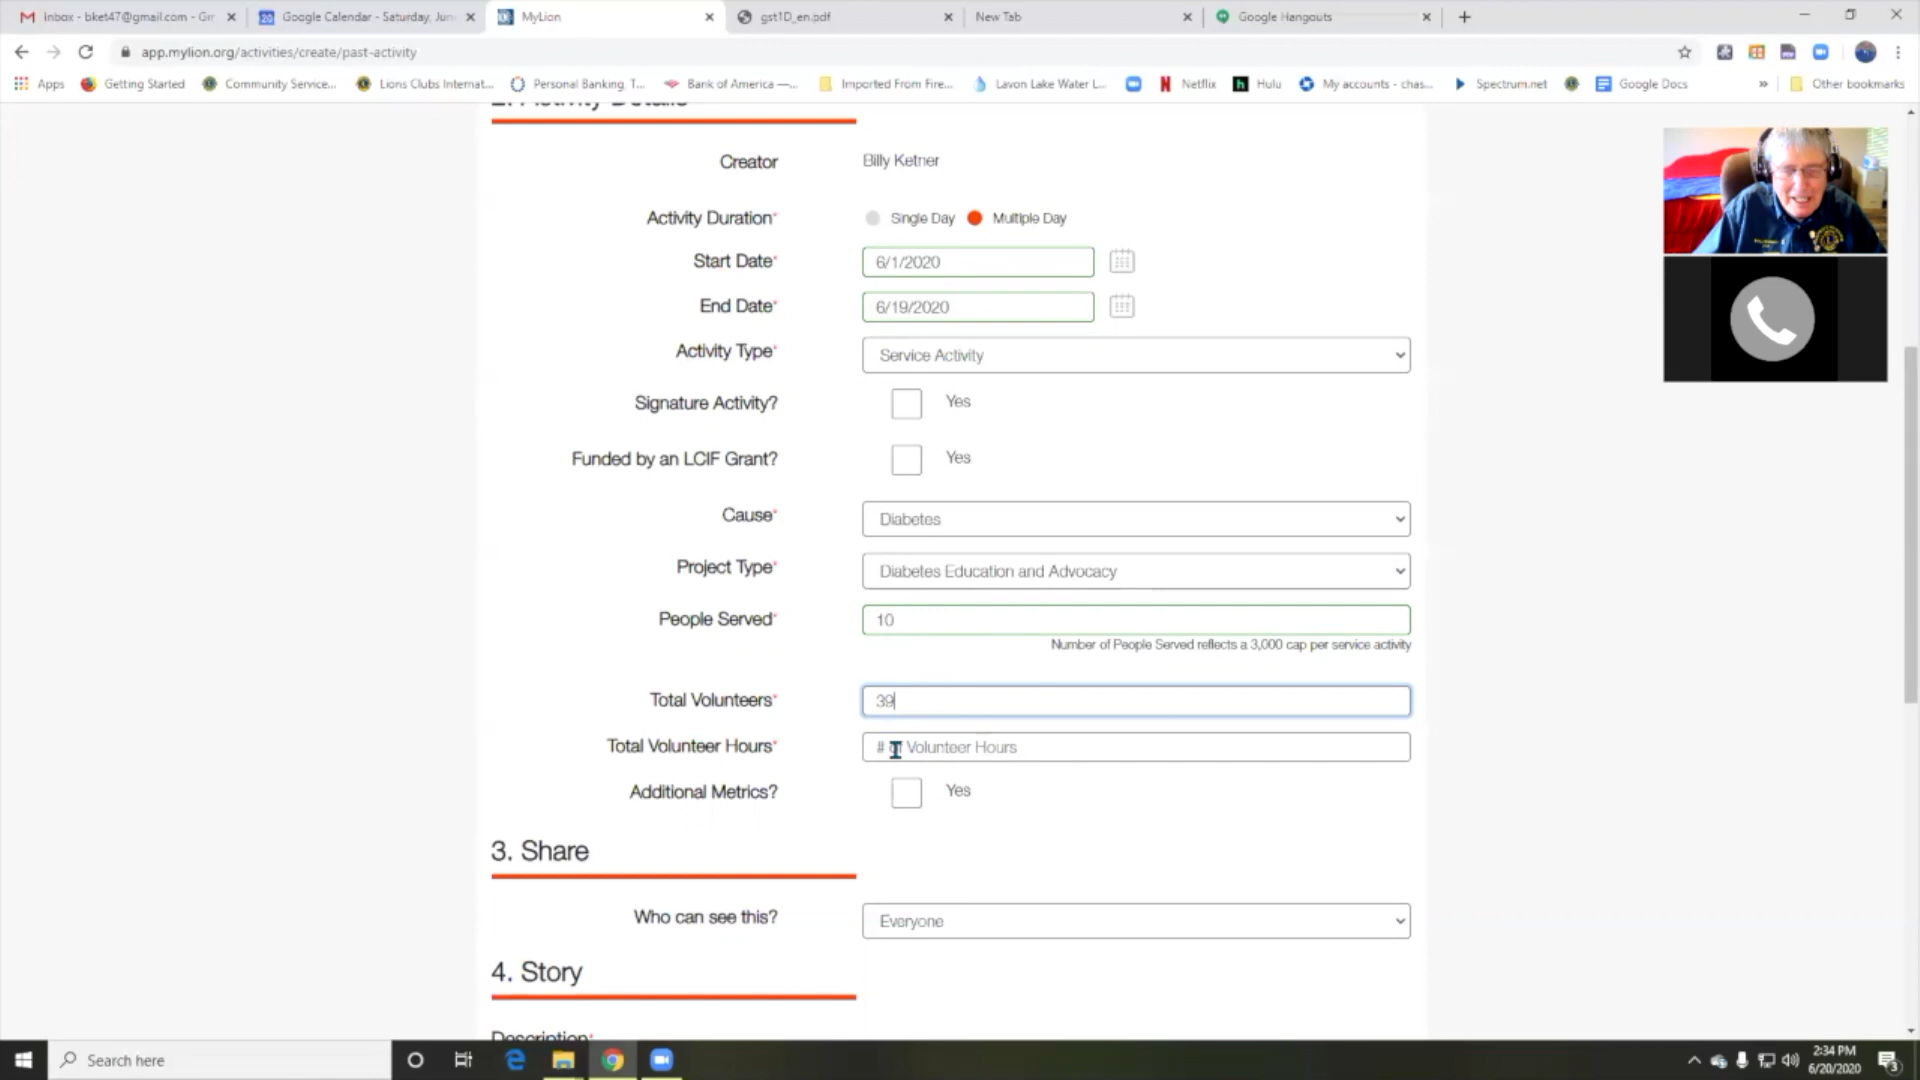 Inbox - bket47@gmail.com - Gm
Google Calendar - Saturday, Jun
MyLion
gst1D_en.pdf
New Tab
Google Hangouts
app.mylion.org/activities/create/past-activity
Apps
Getting Started
Community Service...
Lions Clubs Internat...
Personal Banking, T...
Bank of America —...
Imported From Fire...
Lavon Lake Water L...
Netflix
Hulu
My accounts - chas...
Spectrum.net
Google Docs
»
Other bookmarks
2. Activity Details
Creator Billy Ketner
Activity Duration* Single Day Multiple Day
Start Date* 6/1/2020
End Date* 6/19/2020
Activity Type* Service Activity
Signature Activity? Yes
Funded by an LCIF Grant? Yes
Cause* Diabetes
Project Type* Diabetes Education and Advocacy
People Served* 10
Number of People Served reflects a 3,000 cap per service activity
Total Volunteers* 39
Total Volunteer Hours* # Volunteer Hours
Additional Metrics? Yes
3. Share
Who can see this? Everyone
4. Story
Description*
Search here
2:34 PM
6/20/2020
3